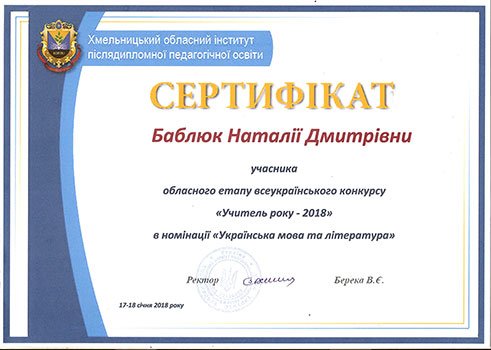 Хмельницький обласний інститут
післядипломної педагогічної освіти
СЕРТИФІКАТ
Баблюк Наталії Дмитрівни
учасника
обласного етапу всеукраїнського конкурсу
«Учитель року - 2018»
в номінації «Українська мова та література»
Ректор
Берека В.Є.
17-18 січня 2018 року